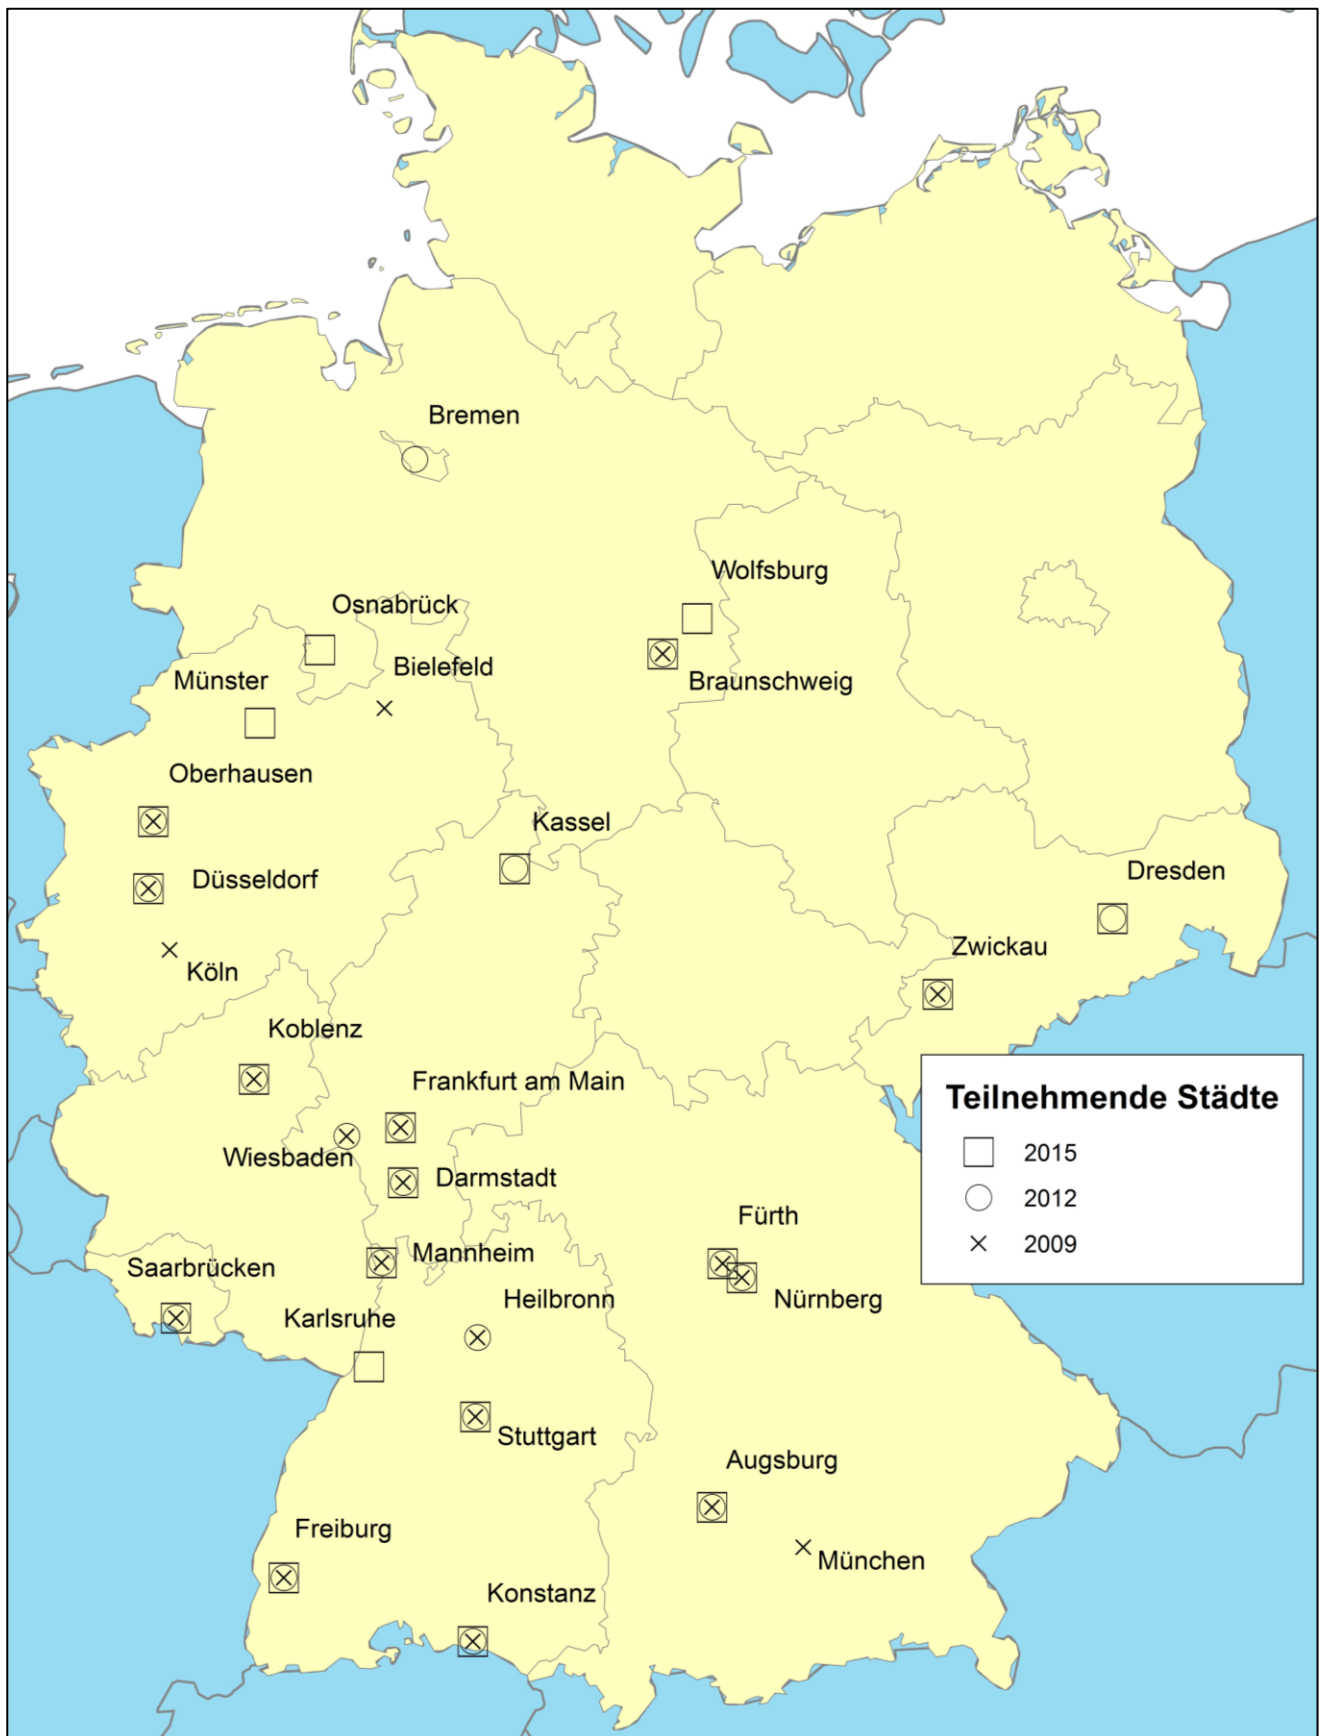 Bremen
Wolfsburg
Osnabrück
Bielefeld
Münster
Braunschweig
Oberhausen
Kassel
Düsseldorf
Dresden
Zwickau
Köln
Koblenz
Frankfurt am Main
Teilnehmende Städte
2015
2012
2009
Wiesbaden
Darmstadt
Fürth
Mannheim
Saarbrücken
Nürnberg
Heilbronn
Karlsruhe
Stuttgart
Augsburg
Freiburg
München
Konstanz